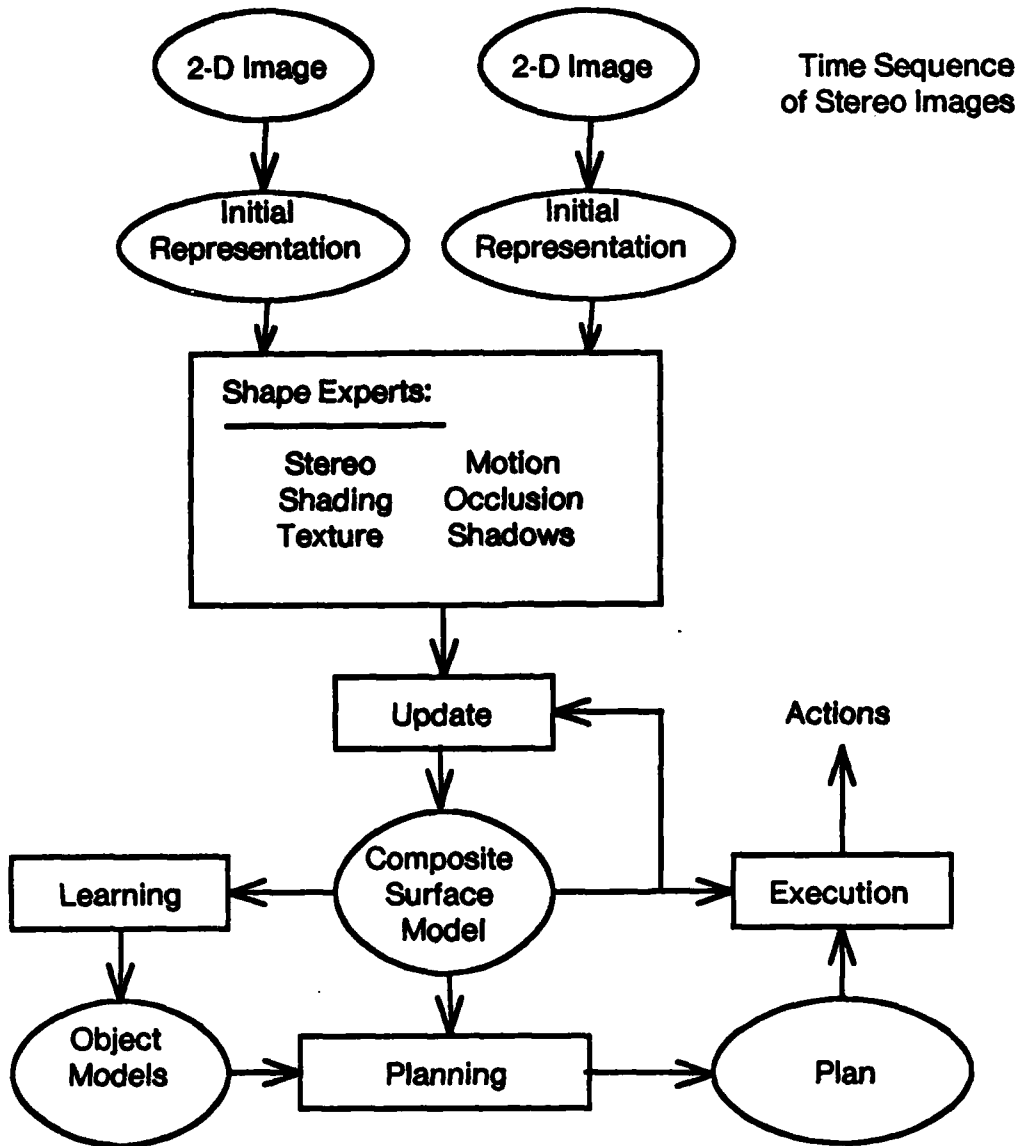 2-D Image
2-D Image
Time Sequence
of Stereo Images
Initial
Representation
Initial
Representation
Shape Experts:
Stereo
Motion
Shading
Occlusion
Texture
Shadows
Update
Actions
Learning
Composite
Surface
Model
Execution
Object
Models
Planning
Plan